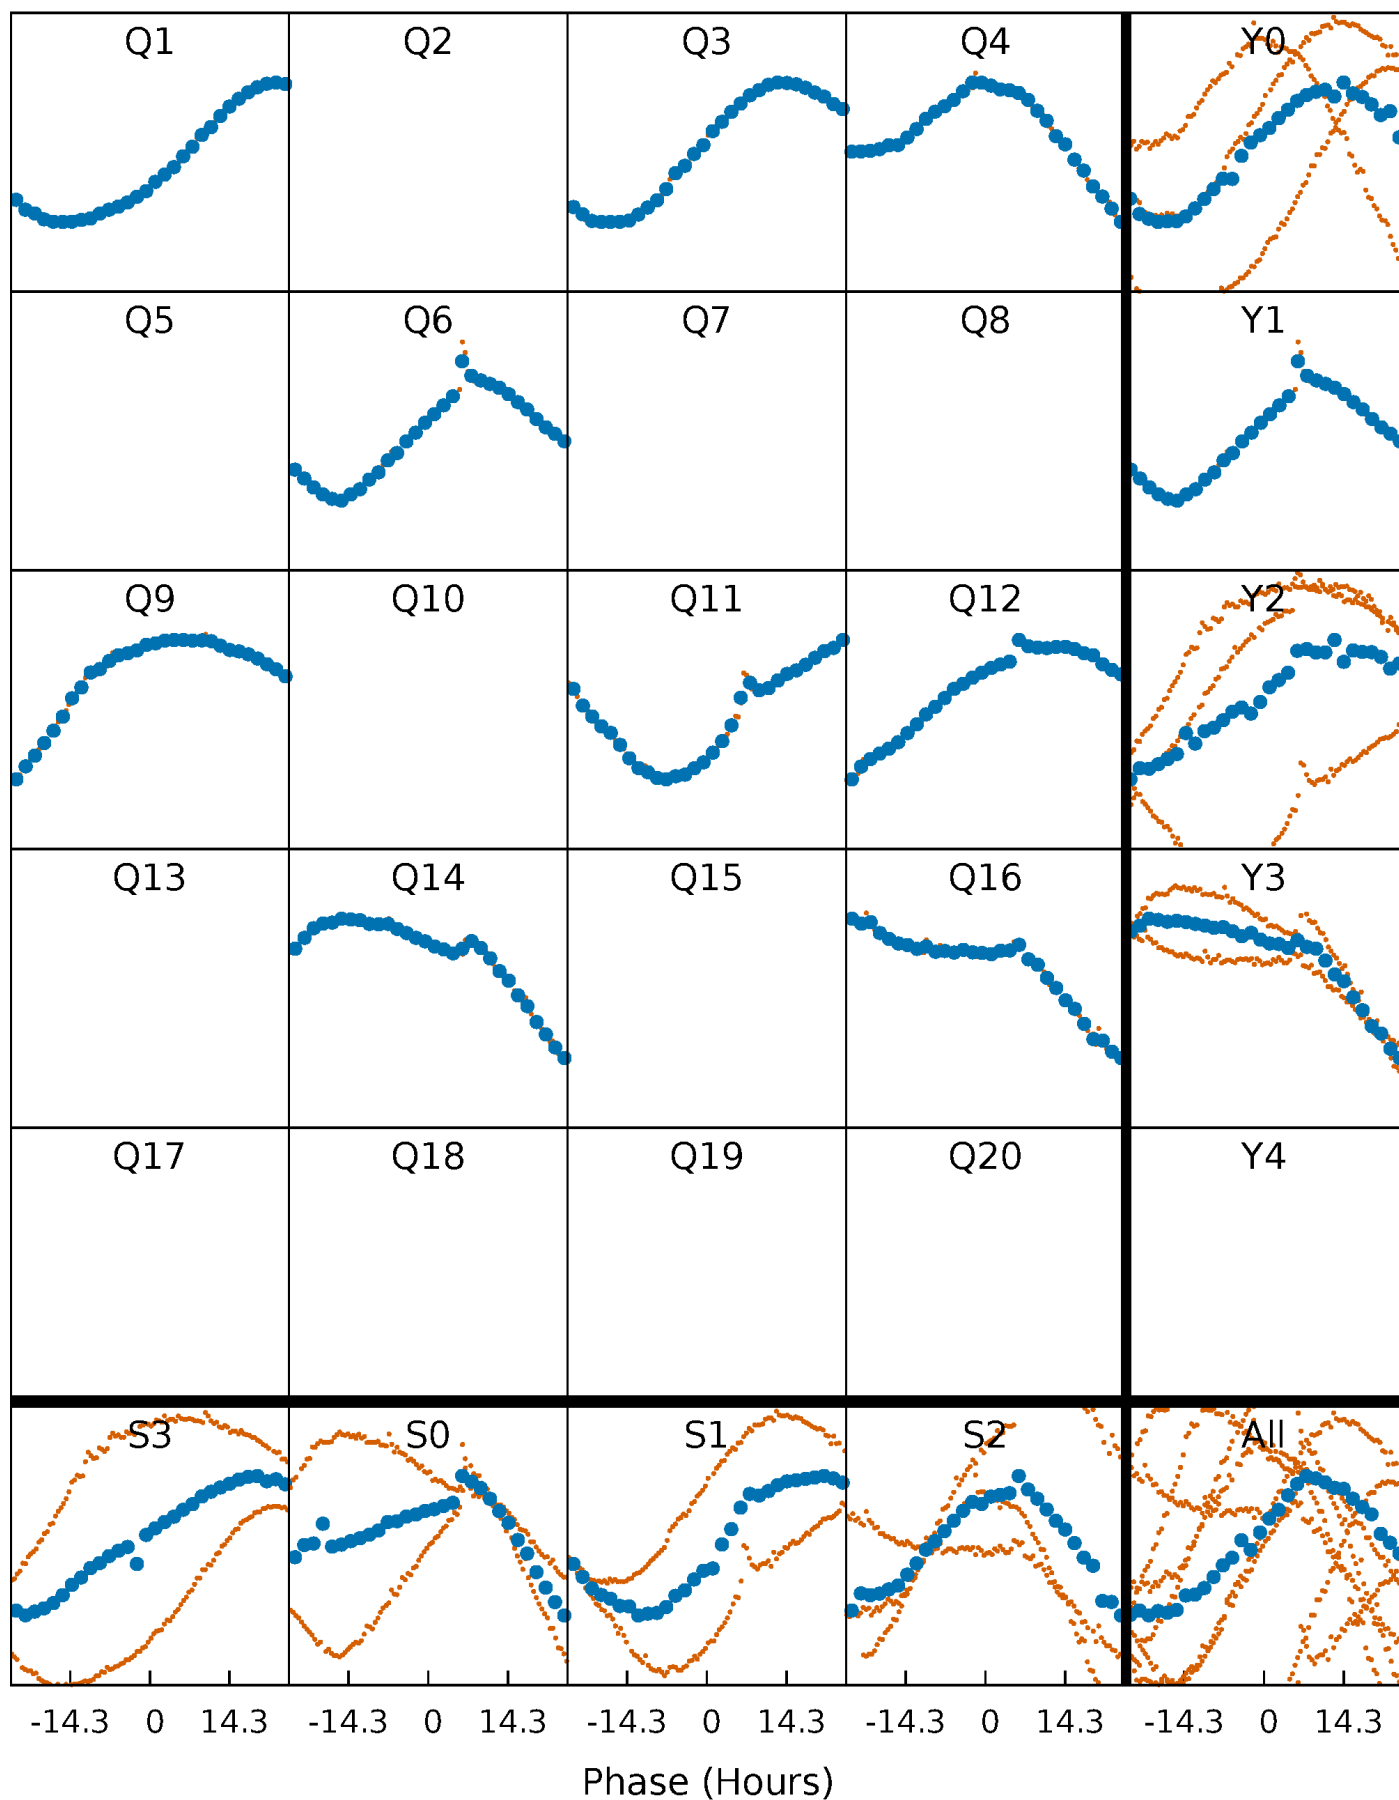 Q1 Q2 Q3 Q4 Y0
Q5 Q6 Q7 Q8 Y1
Q9 Q10 Q11 Q12 Y2
Q13 Q14 Q15 Q16 Y3
Q17 Q18 Q19 Q20 Y4
S3 S0 S1 S2 All
-14.3 0 14.3 -14.3 0 14.3 -14.3 0 14.3 -14.3 0 14.3 -14.3 0 14.3
Phase (Hours)